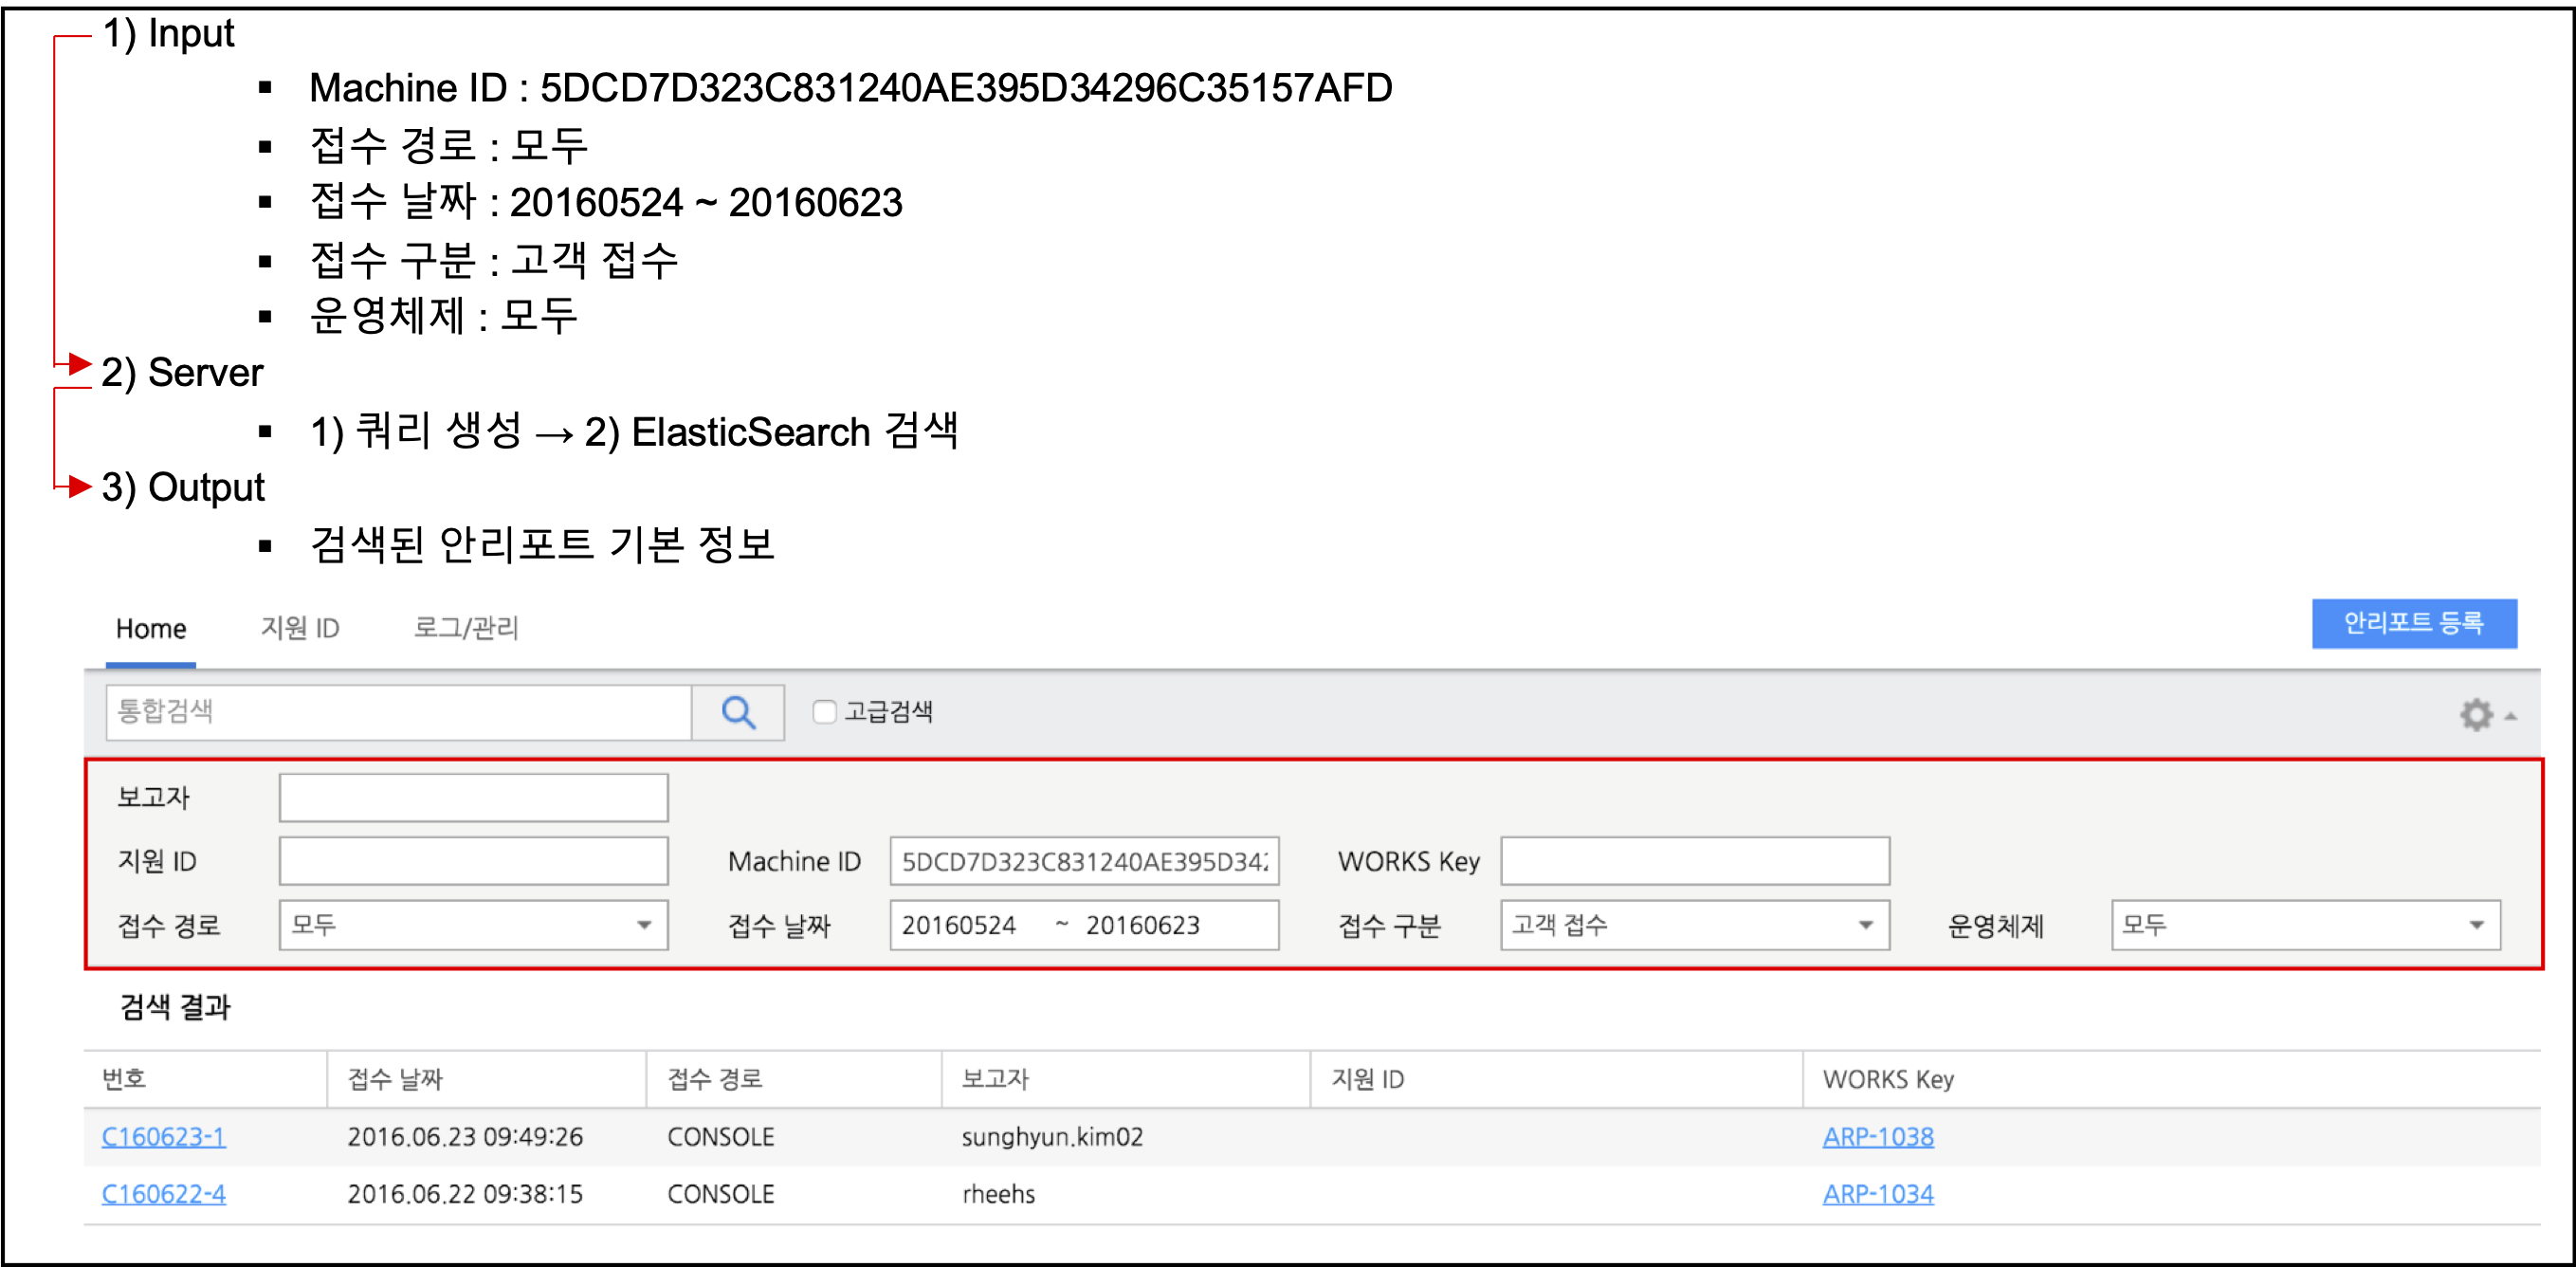 1) Input
▪ Machine ID : 5DCD7D323C831240AE395D34296C35157AFD
▪ 접수 경로 : 모두
▪ 접수 날짜 : 20160524 ~ 20160623
▪ 접수 구분 : 고객 접수
▪ 운영체제 : 모두
2) Server
▪ 1) 쿼리 생성 → 2) ElasticSearch 검색
3) Output
▪ 검색된 안리포트 기본 정보
Home 지원 ID 로그/관리 안리포트 등록
통합검색 고급검색
보고자
지원 ID Machine ID 5DCD7D323C831240AE395D342 WORKS Key
접수 경로 모두 접수 날짜 20160524 ~ 20160623 접수 구분 고객 접수 운영체제 모두
검색 결과
번호 접수 날짜 접수 경로 보고자 지원 ID WORKS Key
C160623-1 2016.06.23 09:49:26 CONSOLE sunghyun.kim02 ARP-1038
C160622-4 2016.06.22 09:38:15 CONSOLE rheehs ARP-1034